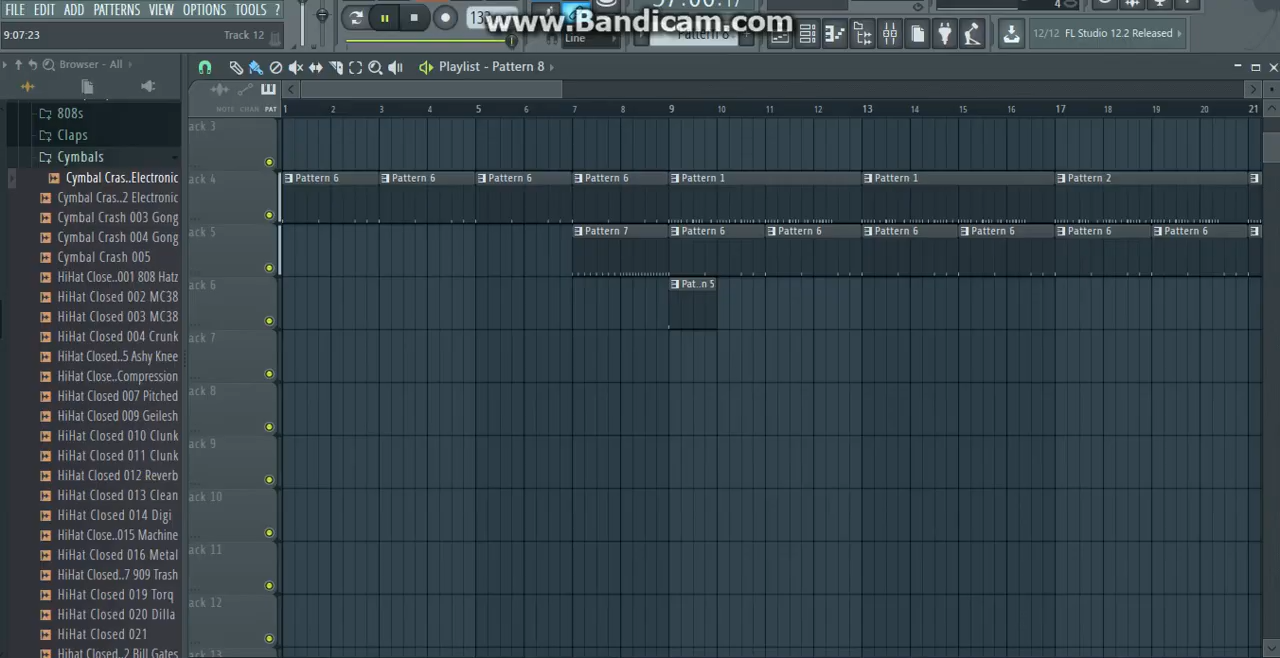 FILE EDIT ADD PATTERNS VIEW OPTIONS TOOLS ?
www.Bandicam.com
9:07:23 Track 12
Line
Pattern 8
12/12 FL Studio 12.2 Released
Browser - All
Playlist - Pattern 8
NOTE CHAN PAT
1 2 3 4 5 6 7 8 9 10 11 12 13 14 15 16 17 18 19 20 21
808s
Claps
Cymbals
Cymbal Cras..Electronic
Cymbal Cras..2 Electronic
Cymbal Crash 003 Gong
Cymbal Crash 004 Gong
Cymbal Crash 005
HiHat Close..001 808 Hatz
HiHat Closed 002 MC38
HiHat Closed 003 MC38
HiHat Closed 004 Crunk
HiHat Closed..5 Ashy Knee
HiHat Close..Compression
HiHat Closed 007 Pitched
HiHat Closed 009 Geilesh
HiHat Closed 010 Clunk
HiHat Closed 011 Clunk
HiHat Closed 012 Reverb
HiHat Closed 013 Clean
HiHat Closed 014 Digi
HiHat Close..015 Machine
HiHat Closed 016 Metal
HiHat Closed..7 909 Trash
HiHat Closed 019 Torq
HiHat Closed 020 Dilla
HiHat Closed 021
Hihat Closed..2 Bill Gates
ack 3
ack 4 Pattern 6 Pattern 6 Pattern 6 Pattern 6 Pattern 1 Pattern 1 Pattern 2
ack 5 Pattern 7 Pattern 6 Pattern 6 Pattern 6 Pattern 6 Pattern 6 Pattern 6
ack 6 Pat..n 5
ack 7
ack 8
ack 9
ack 10
ack 11
ack 12